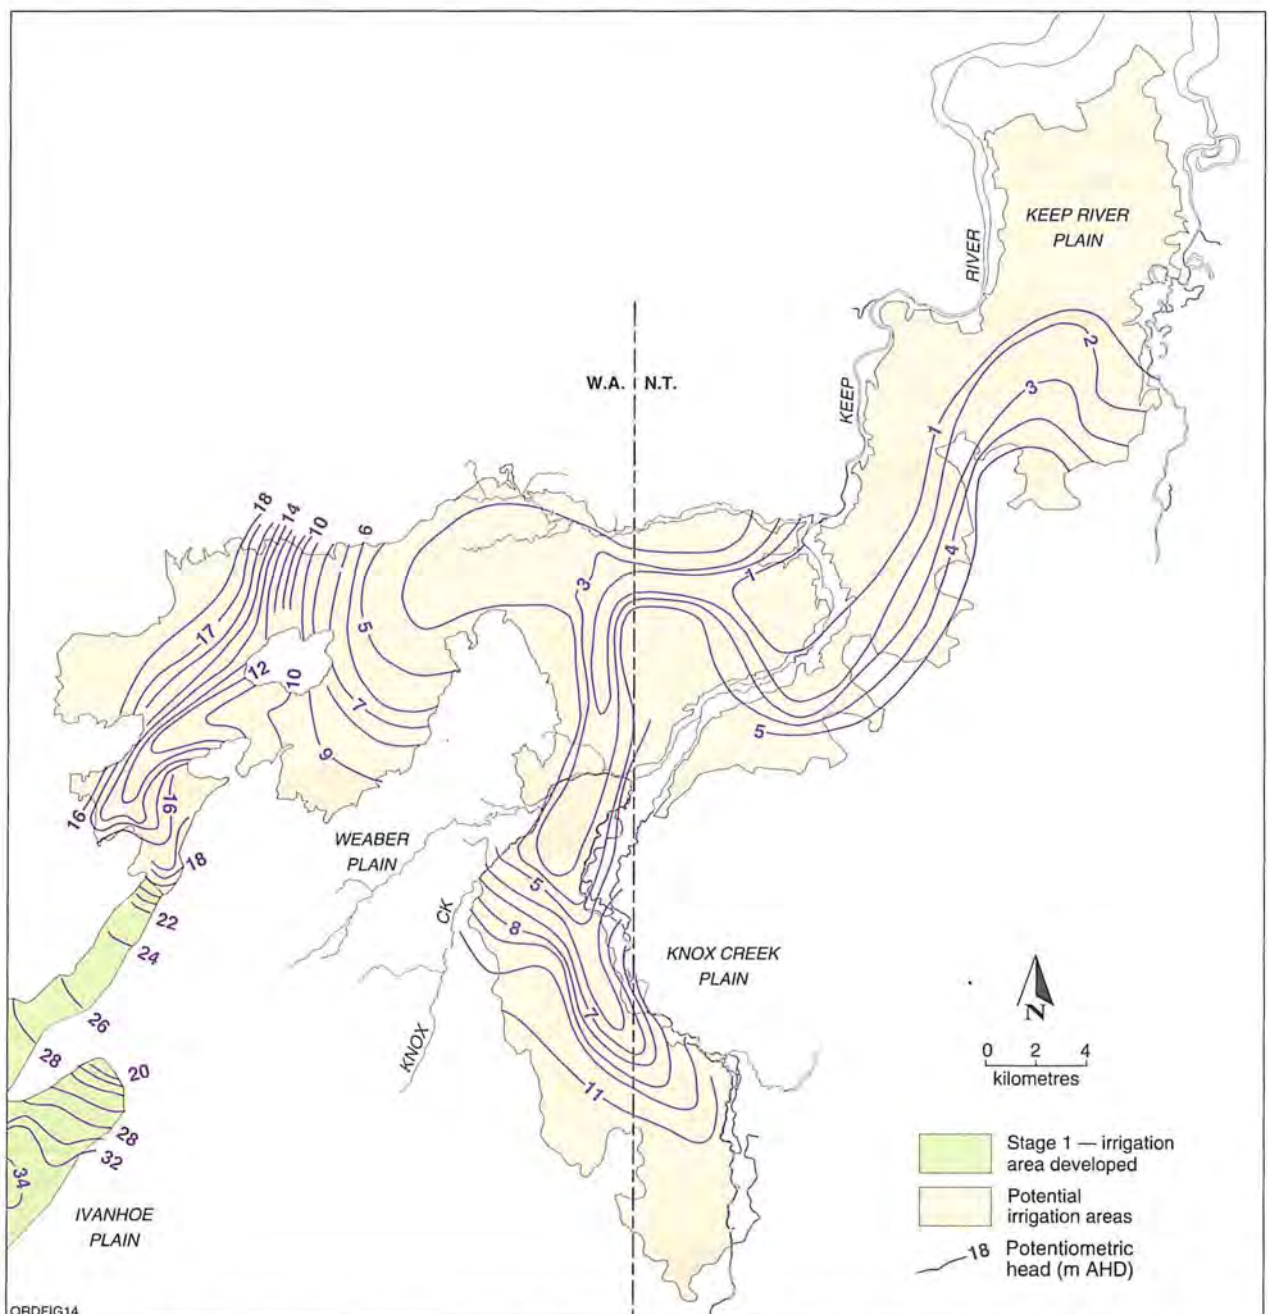 KEEP RIVER
PLAIN
RIVER
KEEP
W.A.
N.T.
2
3
1
4
5
18
14
10
6
17
5
3
1
12
10
7
9
16
16
18
WEABER
PLAIN
5
8
CK
KNOX
22
24
26
28
KNOX CREEK
PLAIN
7
11
20
28
32
34
IVANHOE
PLAIN
N
0 2 4
kilometres
Stage 1 — irrigation
area developed
Potential
irrigation areas
18
Potentiometric
head (m AHD)
ORDFIG14